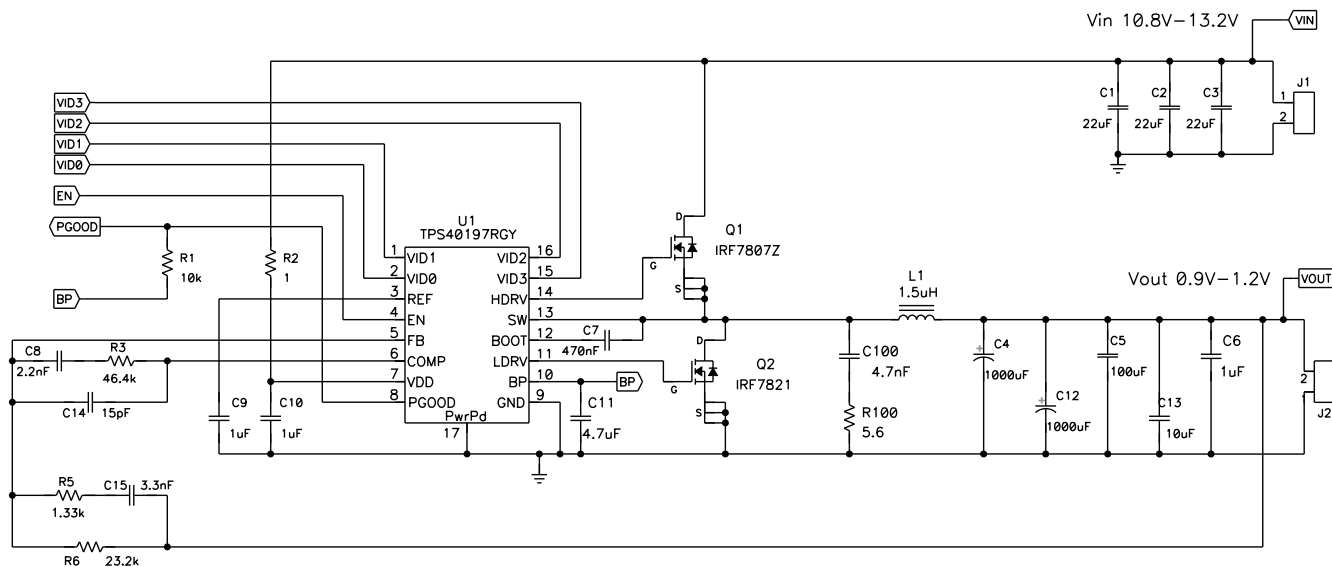 Vin 10.8V-13.2V
VIN
J1
C1
C2
C3
1
2
22uF
22uF
22uF
VID3
VID2
VID1
VID0
EN
PGOOD
U1
TPS40197RGY
D
Q1
IRF7807Z
G
S
R1
10k
R2
1
BP
1
VID1
VID2
16
2
VID0
VID3
15
3
REF
HDRV
14
4
EN
SW
13
5
FB
BOOT
12
6
COMP
LDRV
11
7
VDD
BP
10
8
PGOOD
GND
9
PwrPd
17
L1
1.5uH
Vout 0.9V-1.2V
VOUT
C7
470nF
D
Q2
IRF7821
G
S
BP
C8
2.2nF
R3
46.4k
C14
15pF
C9
1uF
C10
1uF
C11
4.7uF
C100
4.7nF
R100
5.6
+
C4
1000uF
+
C12
1000uF
C5
100uF
C13
10uF
C6
1uF
2
1
J2
R5
1.33k
C15
3.3nF
R6
23.2k